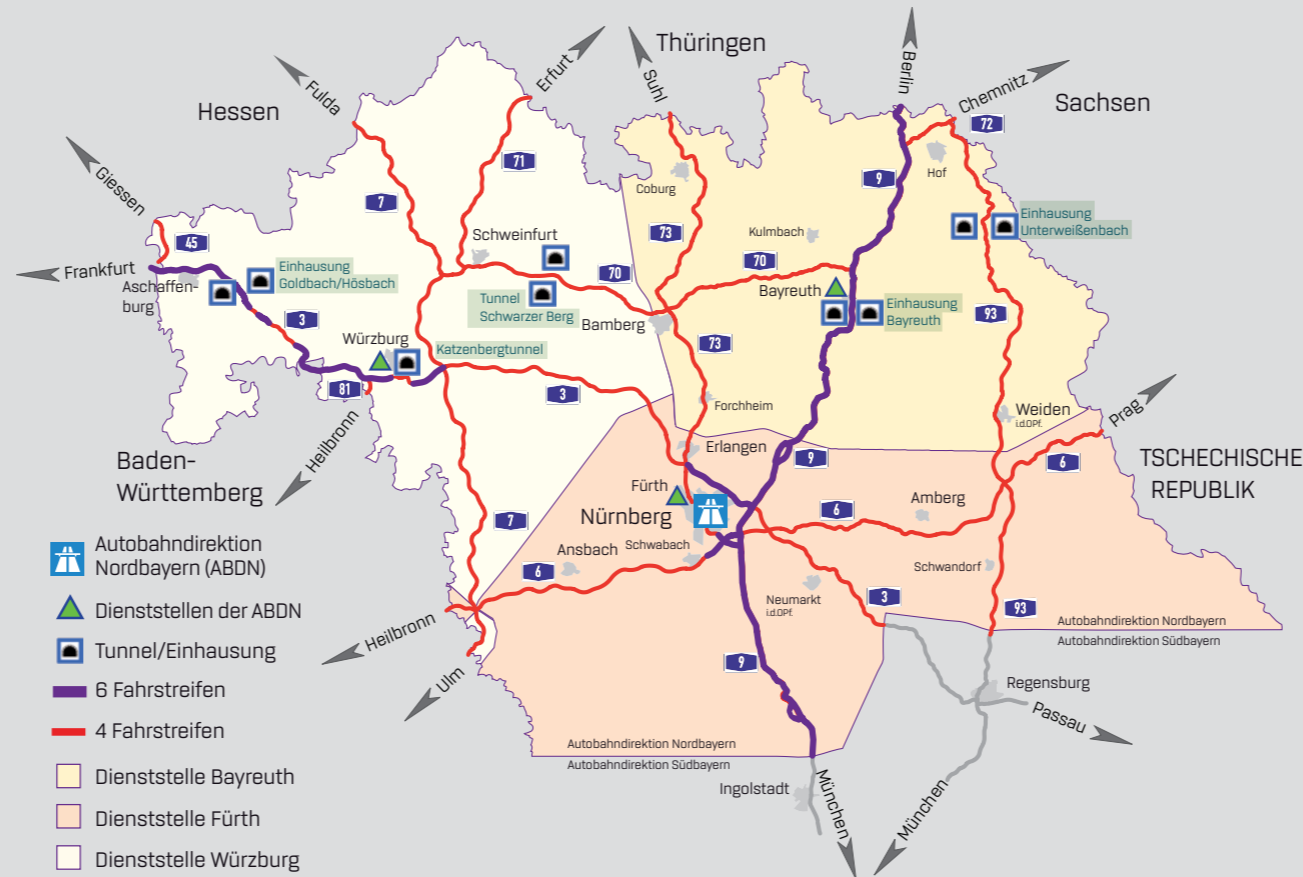 Thüringen
Hessen
Sachsen
Fulda
Erfurt
Suhl
Berlin
Chemnitz
Giessen
Frankfurt
Aschaffen-
burg
45
7
71
Schweinfurt
Coburg
73
Kulmbach
70
70
9
72
Hof
Einhausung
Unterweißenbach
Einhausung
Goldbach/Hösbach
3
Tunnel
Schwarzer Berg
Bamberg
Bayreuth
Einhausung
Bayreuth
93
Würzburg
Katzenbergtunnel
81
3
73
Forchheim
Heilbronn
Weiden
i.d.OPf.
Prag
Baden-
Württemberg
Erlangen
9
6
TSCHECHISCHE
REPUBLIK
Fürth
Nürnberg
6
Amberg
7
Ansbach
6
Schwabach
Schwandorf
Neumarkt
i.d.OPf.
3
93
Heilbronn
Ulm
9
Autobahndirektion Nordbayern
Autobahndirektion Südbayern
Regensburg
Passau
Autobahndirektion Nordbayern
Autobahndirektion Südbayern
Ingolstadt
München
München
Autobahndirektion
Nordbayern (ABDN)
Dienststellen der ABDN
Tunnel/Einhausung
6 Fahrstreifen
4 Fahrstreifen
Dienststelle Bayreuth
Dienststelle Fürth
Dienststelle Würzburg